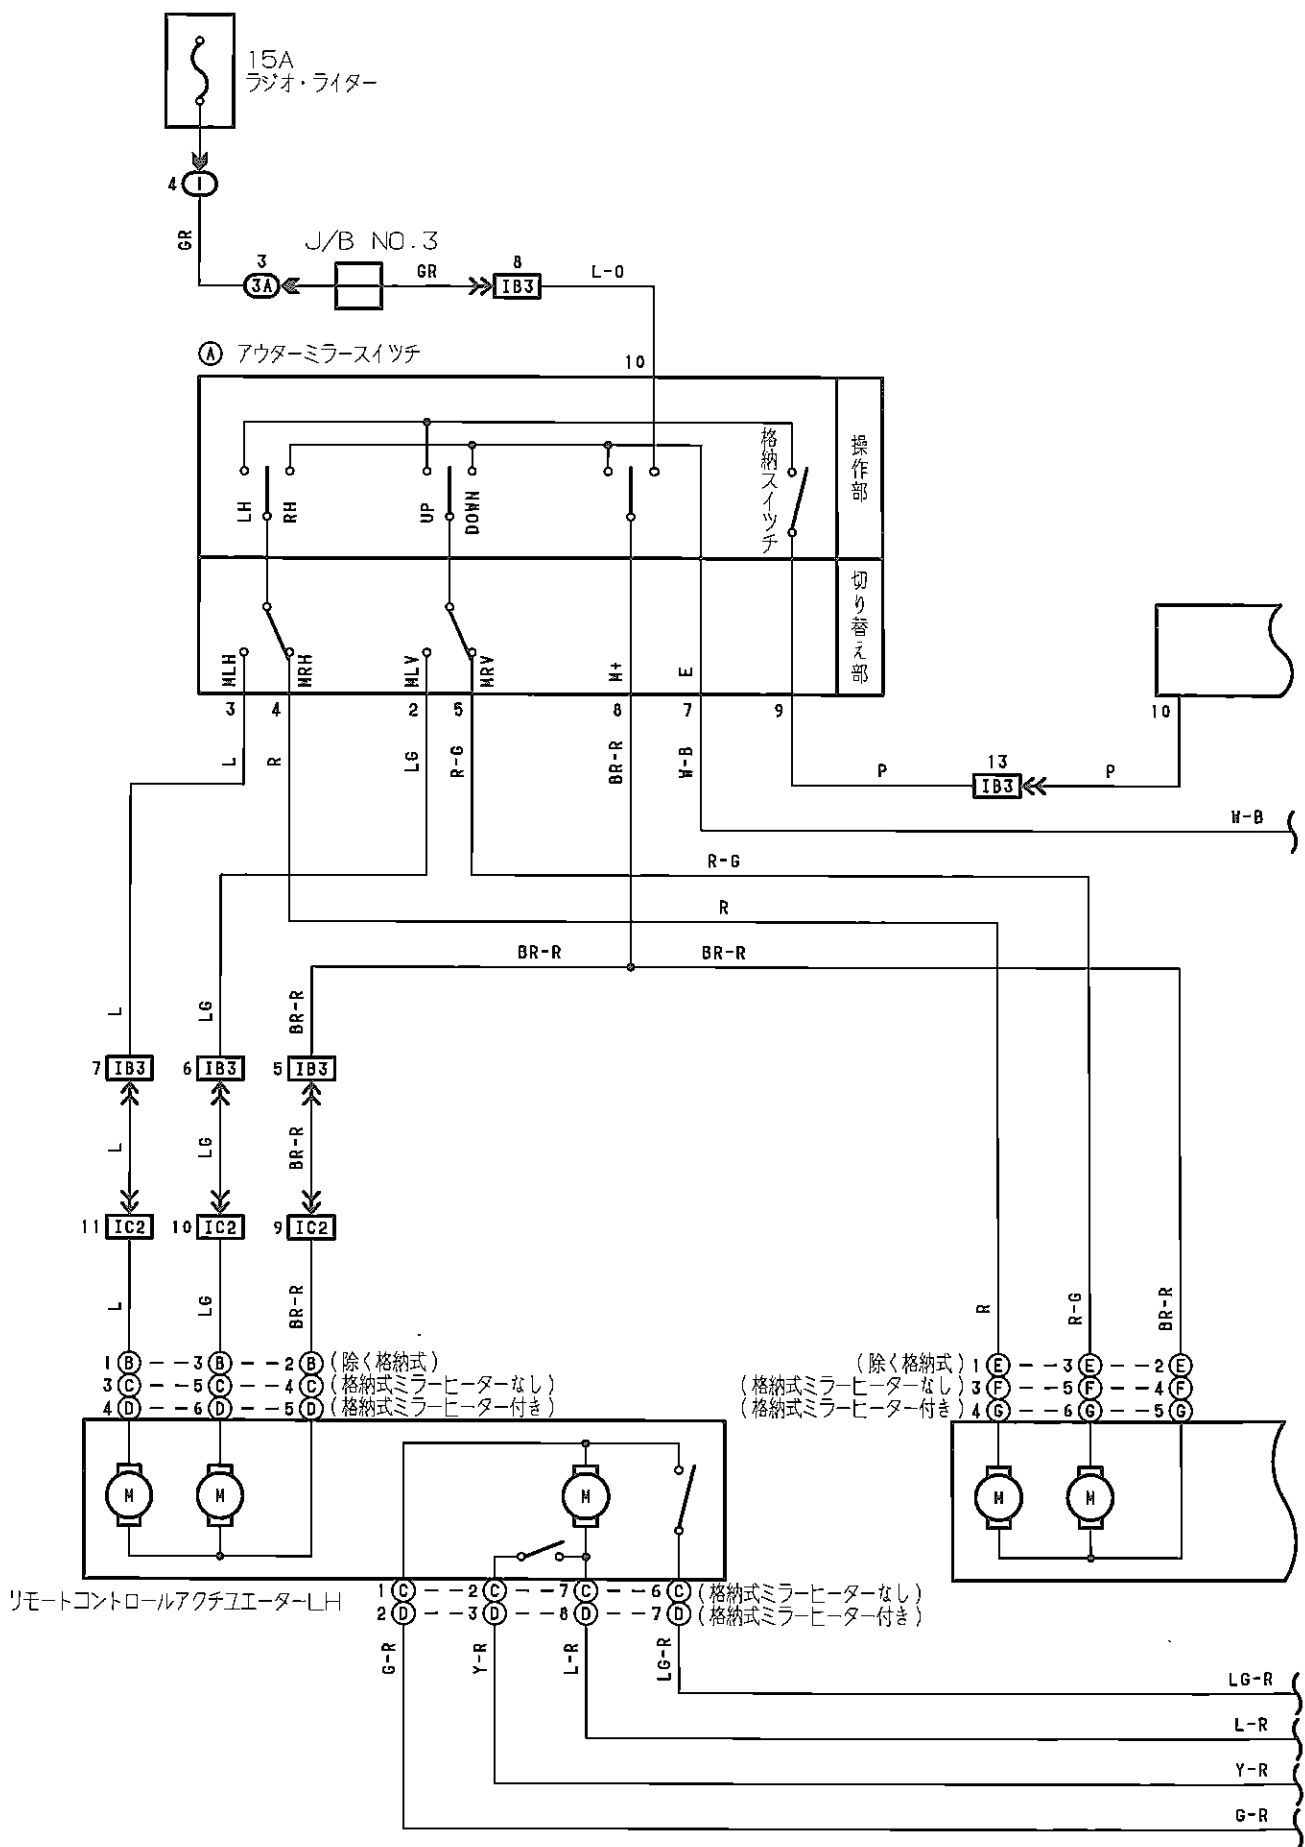 15A
ラジオ・ライター
4 I
GR
J/B NO.3
3
3A
GR
8
IB3
L-O
A アウターミラースイツチ
10
LH
RH
UP
DOWN
格納スイツチ
操作部
MLH
MRH
MLV
MRV
M+
E
切り替え部
3 4 2 5 8 7 9
10
L
R
LG
R-G
BR-R
W-B
P
13
IB3
P
W-B
R-G
R
BR-R
BR-R
L
LG
BR-R
7 IB3
6 IB3
5 IB3
L
LG
BR-R
11 IC2
10 IC2
9 IC2
L
LG
BR-R
R
R-G
BR-R
1 B 3 B 2 B (除く格納式)
3 C 5 C 4 C (格納式ミラーヒーターなし)
4 D 6 D 5 D (格納式ミラーヒーター付き)
(除く格納式) 1 E 3 E 2 E
(格納式ミラーヒーターなし) 3 F 5 F 4 F
(格納式ミラーヒーター付き) 4 G 6 G 5 G
M
M
M
M
M
リモートコントロールアクチユエーターLH
1 C 2 C 7 C 6 C (格納式ミラーヒーターなし)
2 D 3 D 8 D 7 D (格納式ミラーヒーター付き)
G-R
Y-R
L-R
LG-R
LG-R
L-R
Y-R
G-R